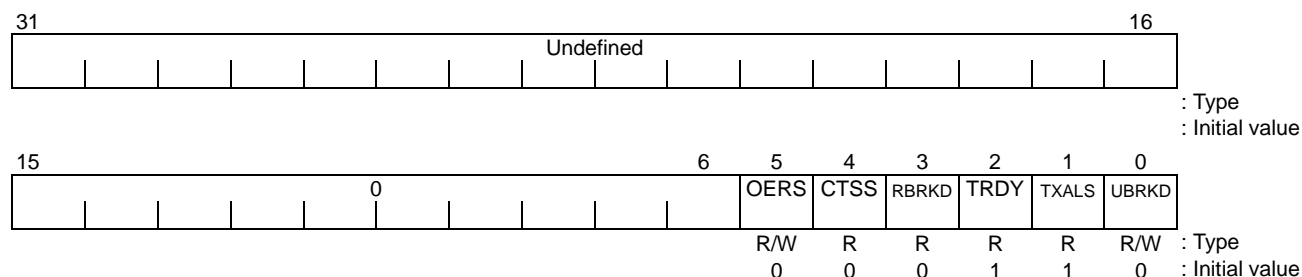 31 16
Undefined
: Type
: Initial value
15 6 5 4 3 2 1 0
0 OERS CTSS RBRKD TRDY TXALS UBRKD
R/W R R R R R/W : Type
0 0 0 1 1 0 : Initial value